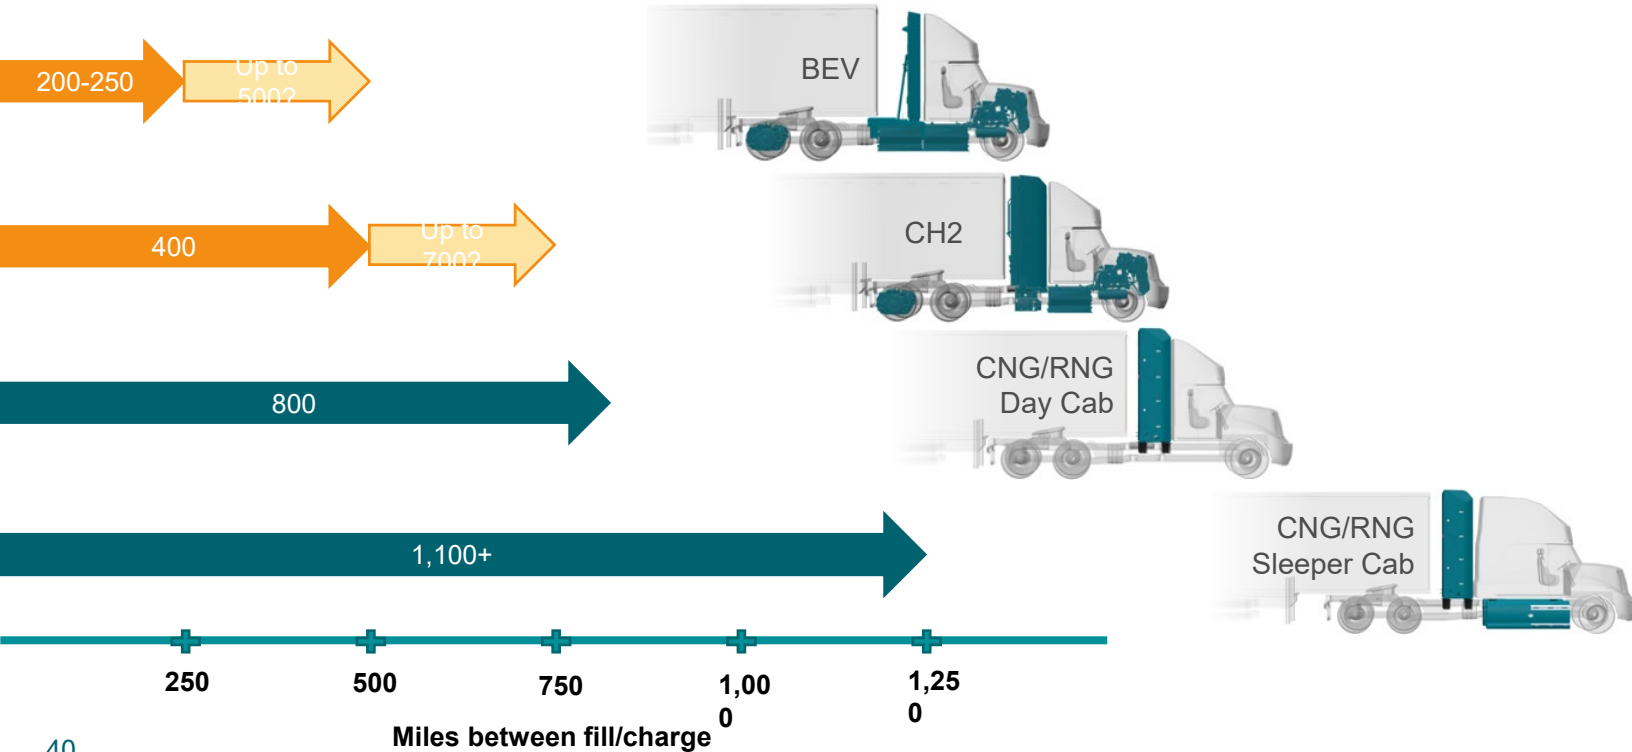 200-250
Up to
500?
BEV
400
Up to
700?
CH2
800
CNG/RNG
Day Cab
1,100+
CNG/RNG
Sleeper Cab
250
500
750
1,00
0
1,25
0
Miles between fill/charge
40